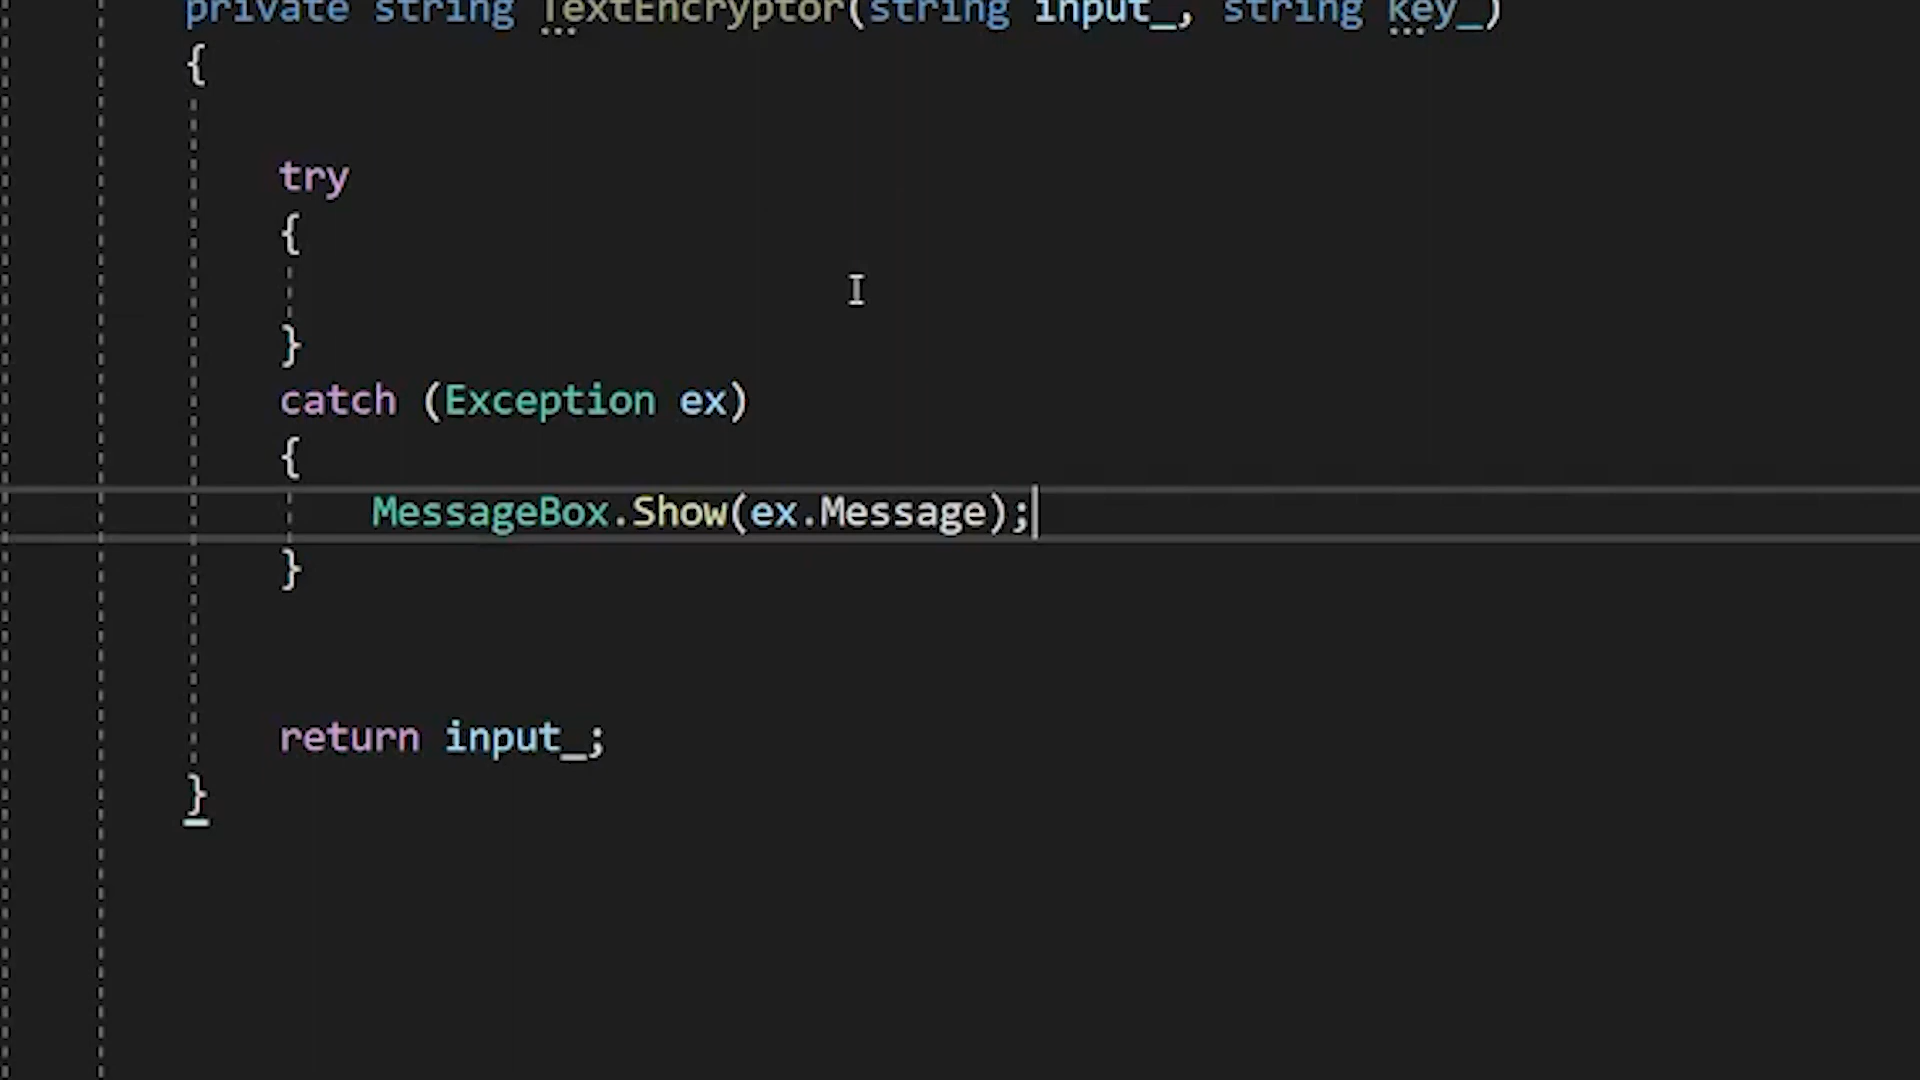 private string TextEncryptor(string input_, string key_)
{
try
{
}
catch (Exception ex)
{
MessageBox.Show(ex.Message);
}
return input_;
}